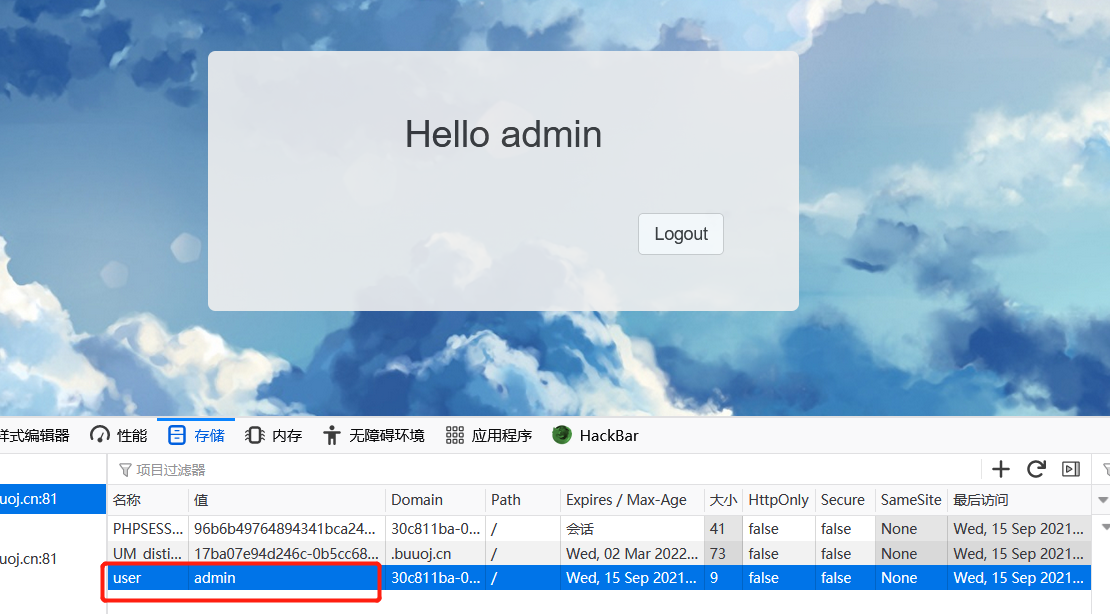 Hello admin
Logout
样式编辑器 性能 存储 内存 无障碍环境 应用程序 HackBar
项目过滤器
uoj.cn:81
名称 值 Domain Path Expires / Max-Age 大小 HttpOnly Secure SameSite 最后访问
PHPSESS... 96b6b49764894341bca24... 30c811ba-0... / 会话 41 false false None Wed, 15 Sep 2021...
UM_disti... 17ba07e94d246c-0b5cc68... .buuoj.cn / Wed, 02 Mar 2022... 73 false false None Wed, 15 Sep 2021...
uoj.cn:81
user admin 30c811ba-0... / Wed, 15 Sep 2021... 9 false false None Wed, 15 Sep 2021...